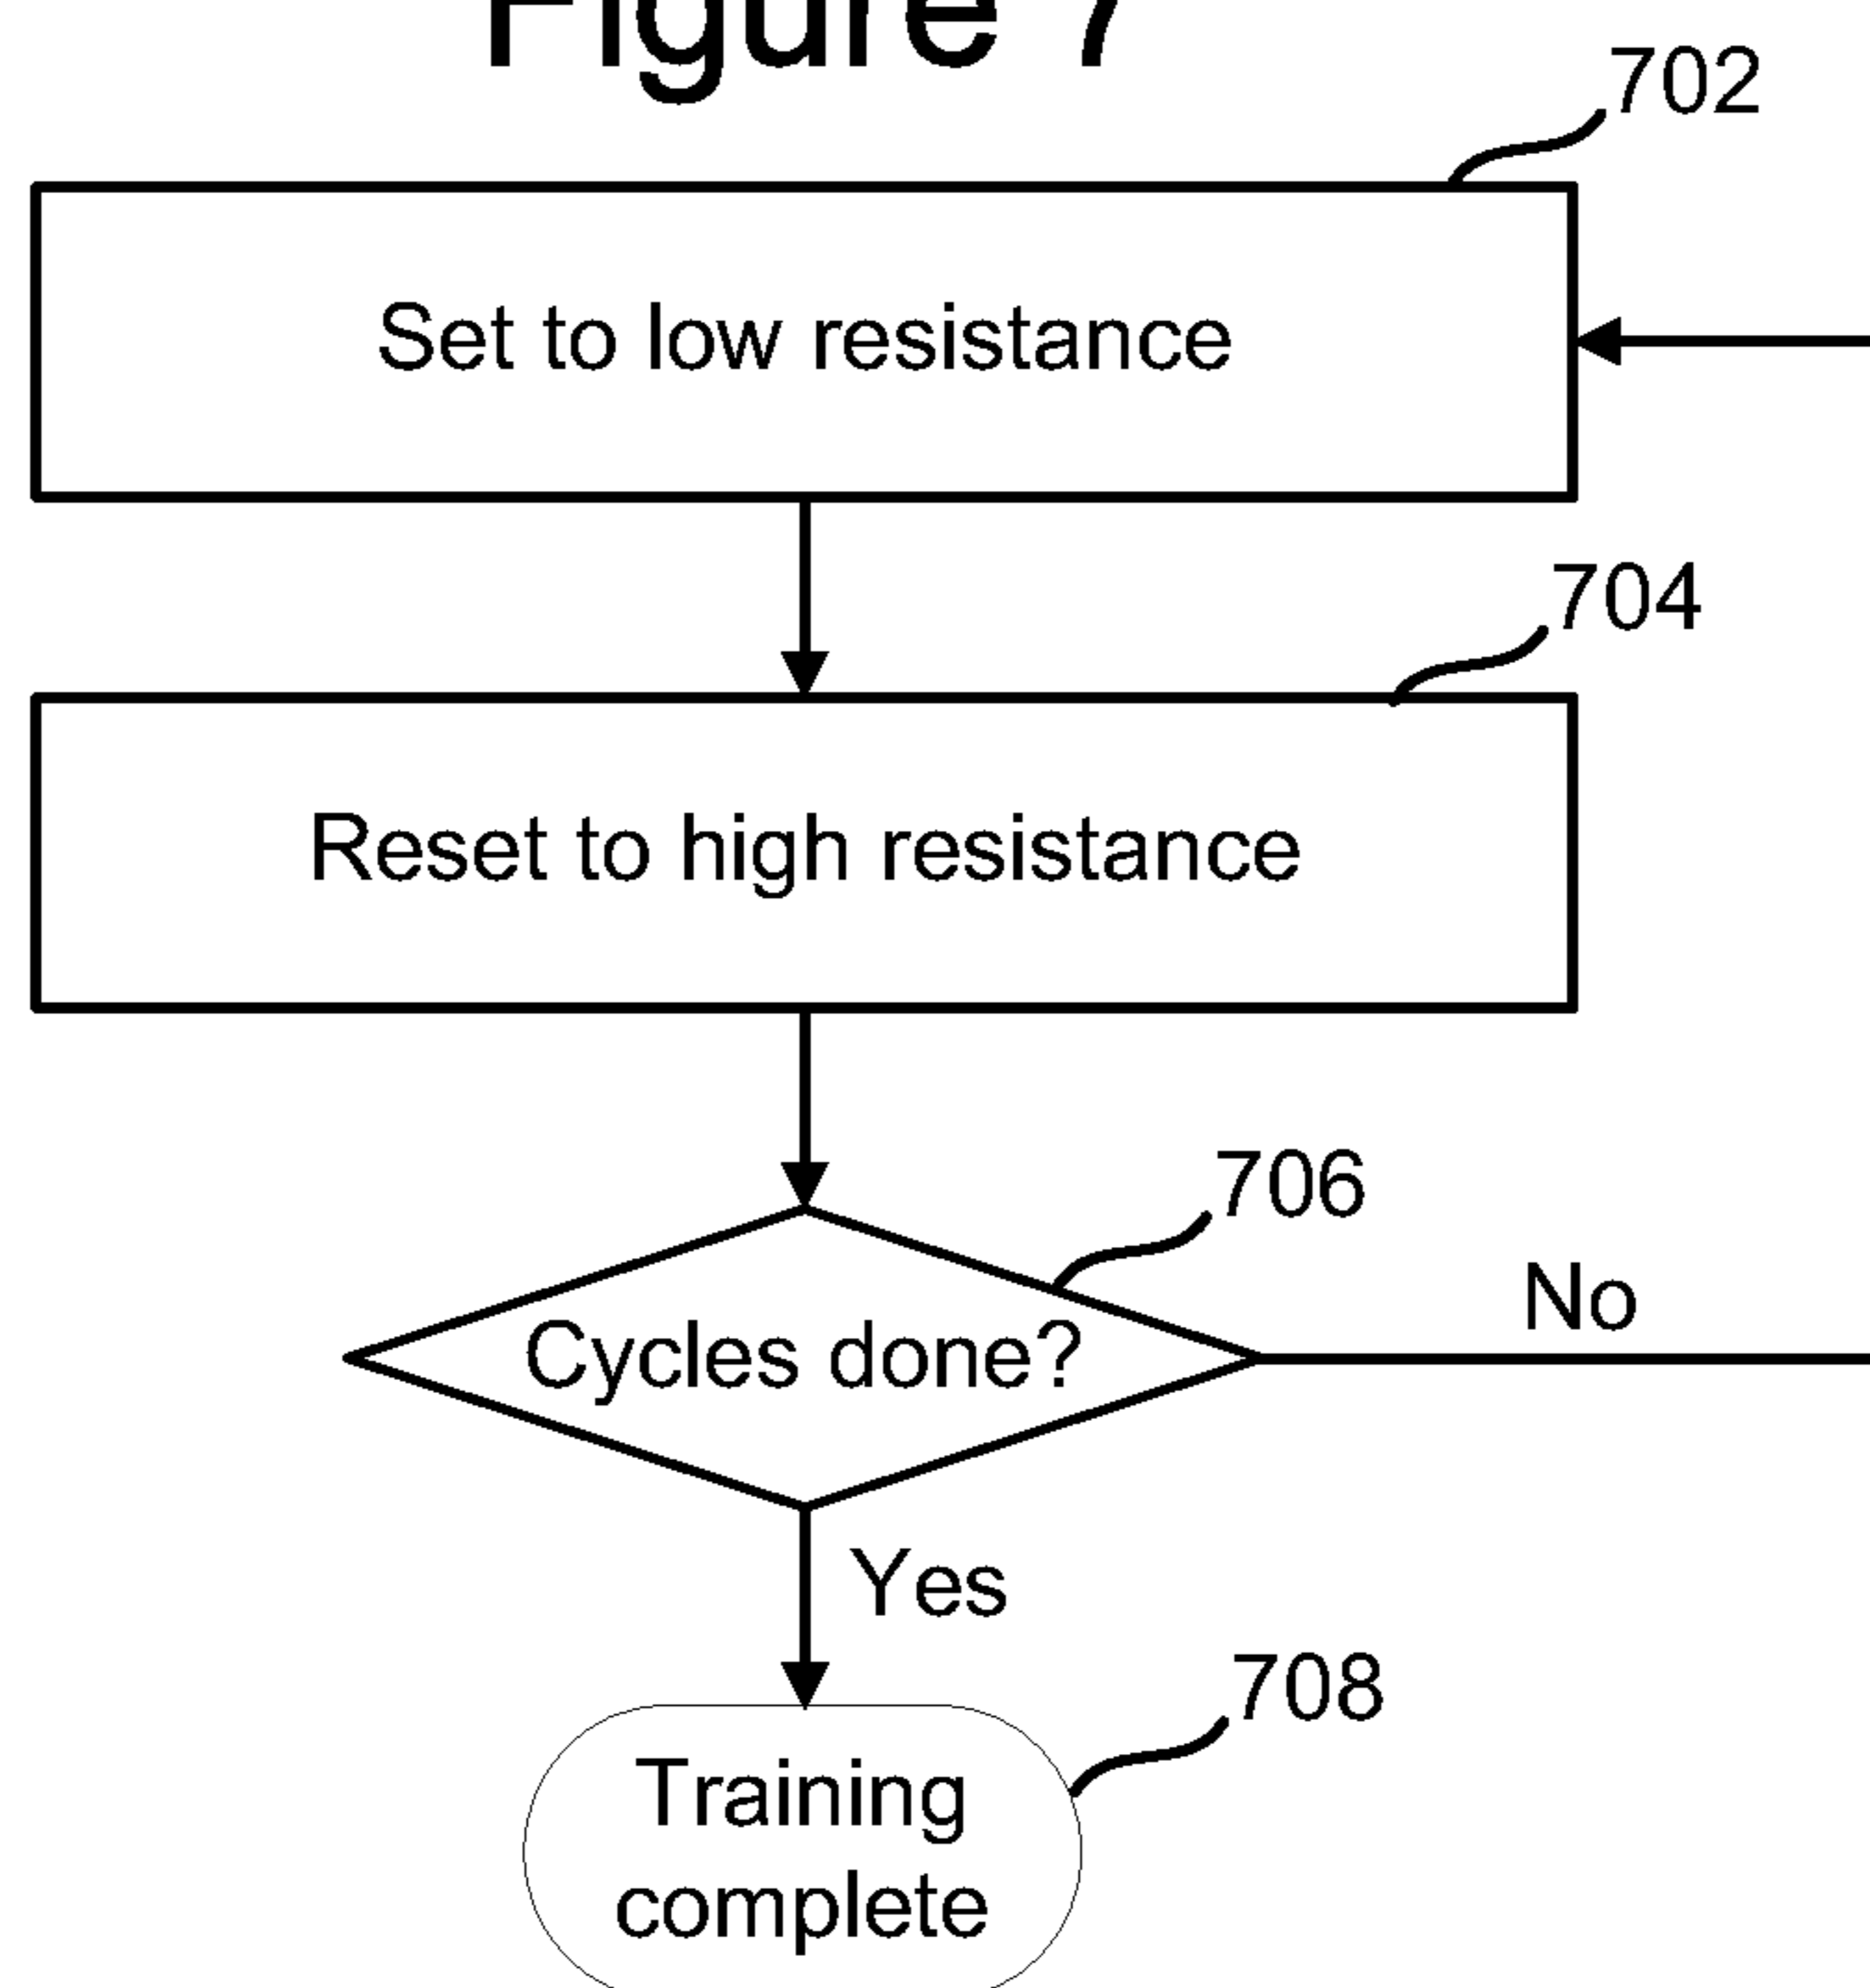 Figure 7
702
Set to low resistance
704
Reset to high resistance
706
Cycles done?
No
Yes
708
Training
complete